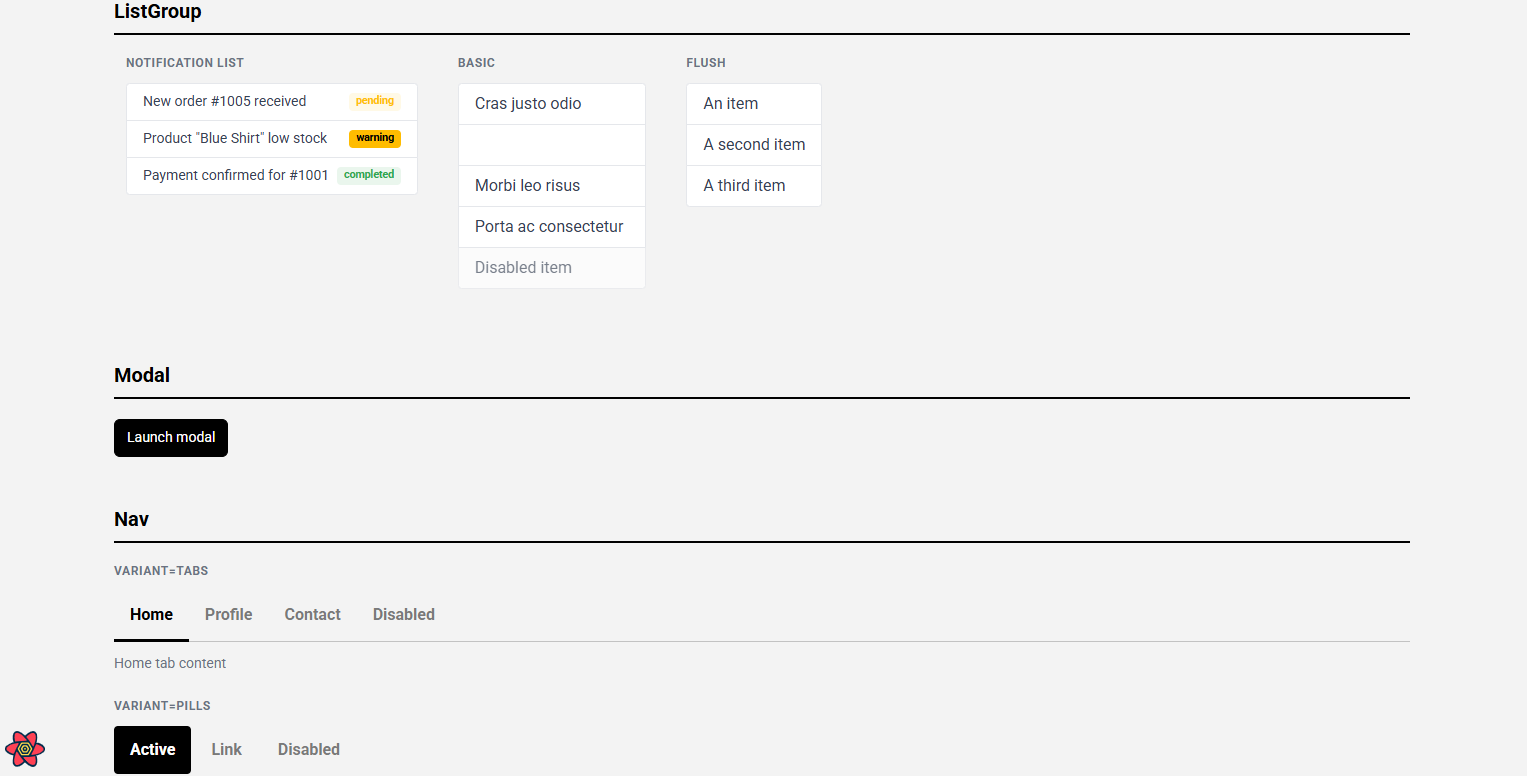 ListGroup
NOTIFICATION LIST
New order #1005 received pending
Product "Blue Shirt" low stock warning
Payment confirmed for #1001 completed
BASIC
Cras justo odio
Morbi leo risus
Porta ac consectetur
Disabled item
FLUSH
An item
A second item
A third item
Modal
Launch modal
Nav
VARIANT=TABS
Home Profile Contact Disabled
Home tab content
VARIANT=PILLS
Active Link Disabled